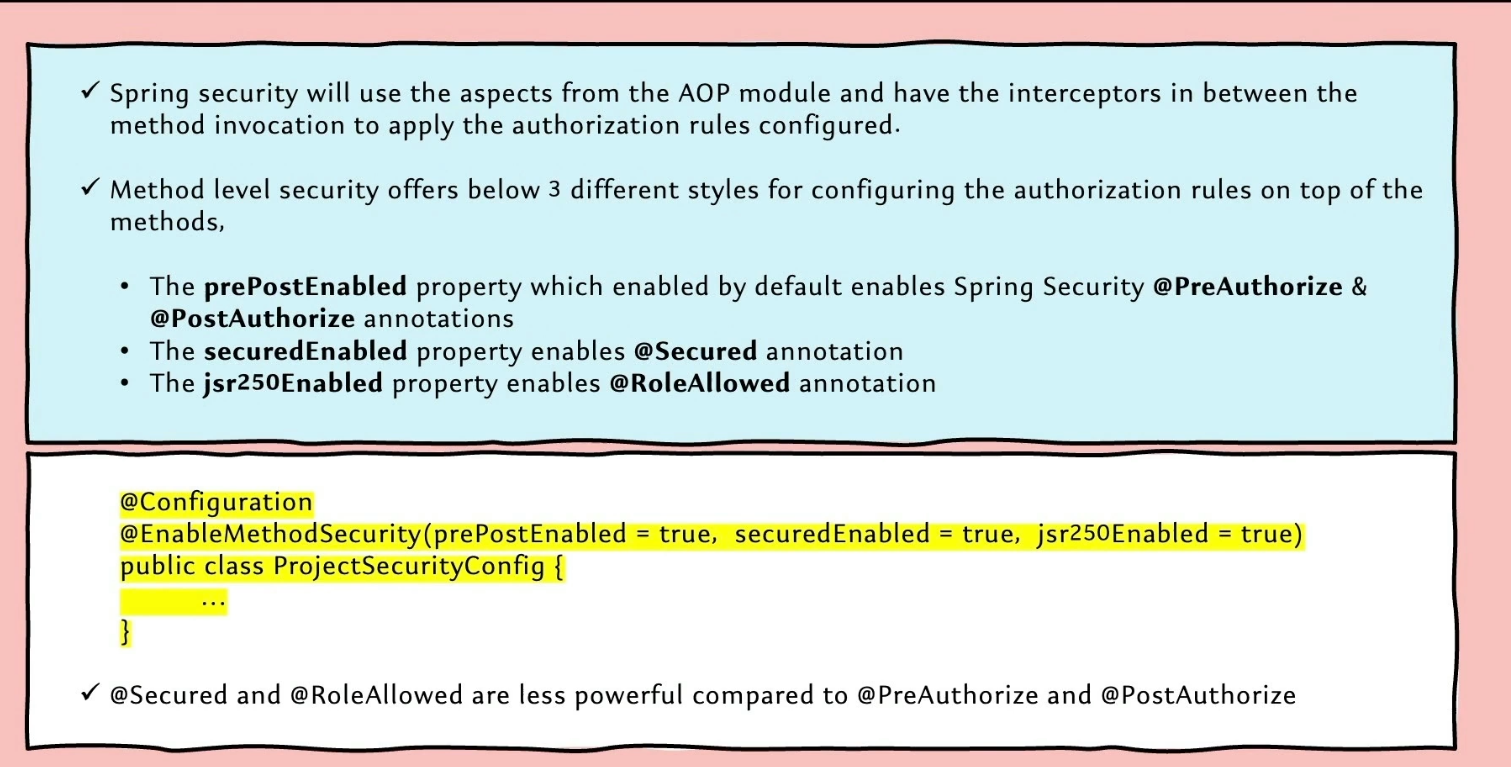 ✓ Spring security will use the aspects from the AOP module and have the interceptors in between the
method invocation to apply the authorization rules configured.
✓ Method level security offers below 3 different styles for configuring the authorization rules on top of the
methods,
• The prePostEnabled property which enabled by default enables Spring Security @PreAuthorize &
@PostAuthorize annotations
• The securedEnabled property enables @Secured annotation
• The jsr250Enabled property enables @RoleAllowed annotation
@Configuration
@EnableMethodSecurity(prePostEnabled = true, securedEnabled = true, jsr250Enabled = true)
public class ProjectSecurityConfig {
...
}
✓ @Secured and @RoleAllowed are less powerful compared to @PreAuthorize and @PostAuthorize